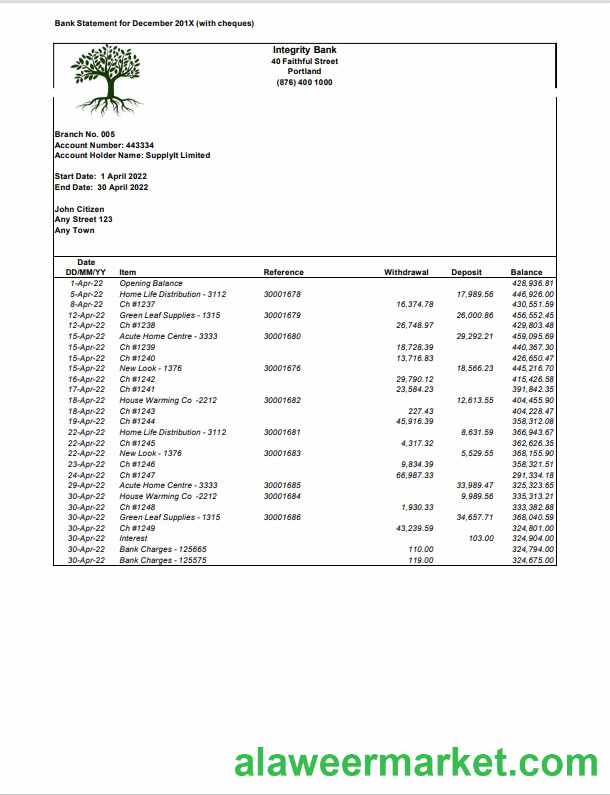 Bank Statement for December 201X (with cheques)
Integrity Bank
40 Faithful Street
Portland
(876) 400 1000
Branch No. 005
Account Number: 443334
Account Holder Name: SupplyIt Limited
Start Date: 1 April 2022
End Date: 30 April 2022
John Citizen
Any Street 123
Any Town
Date
DD/MM/YY Item Reference Withdrawal Deposit Balance
1-Apr-22 Opening Balance 428,936.81
5-Apr-22 Home Life Distribution - 3112 30001678 17,989.56 446,926.00
8-Apr-22 Ch #1237 16,374.78 430,551.59
12-Apr-22 Green Leaf Supplies - 1315 30001679 26,000.86 456,552.45
12-Apr-22 Ch #1238 26,748.97 429,803.48
15-Apr-22 Acute Home Centre - 3333 30001680 29,292.21 459,095.69
15-Apr-22 Ch #1239 18,728.39 440,367.30
15-Apr-22 Ch #1240 13,716.83 426,650.47
15-Apr-22 New Look - 1376 30001676 18,566.23 445,216.70
16-Apr-22 Ch #1242 29,790.12 415,426.58
17-Apr-22 Ch #1241 23,584.23 391,842.35
18-Apr-22 House Warming Co -2212 30001682 12,613.55 404,455.90
18-Apr-22 Ch #1243 227.43 404,228.47
19-Apr-22 Ch #1244 45,916.39 358,312.08
22-Apr-22 Home Life Distribution - 3112 30001681 8,631.59 366,943.67
22-Apr-22 Ch #1245 4,317.32 362,626.35
22-Apr-22 New Look - 1376 30001683 5,529.55 368,155.90
23-Apr-22 Ch #1246 9,834.39 358,321.51
24-Apr-22 Ch #1247 66,987.33 291,334.18
29-Apr-22 Acute Home Centre - 3333 30001685 33,989.47 325,323.65
30-Apr-22 House Warming Co -2212 30001684 9,989.56 335,313.21
30-Apr-22 Ch #1248 1,930.33 333,382.88
30-Apr-22 Green Leaf Supplies - 1315 30001686 34,657.71 368,040.59
30-Apr-22 Ch #1249 43,239.59 324,801.00
30-Apr-22 Interest 103.00 324,904.00
30-Apr-22 Bank Charges - 125665 110.00 324,794.00
30-Apr-22 Bank Charges - 125575 119.00 324,675.00
alaweermarket.com